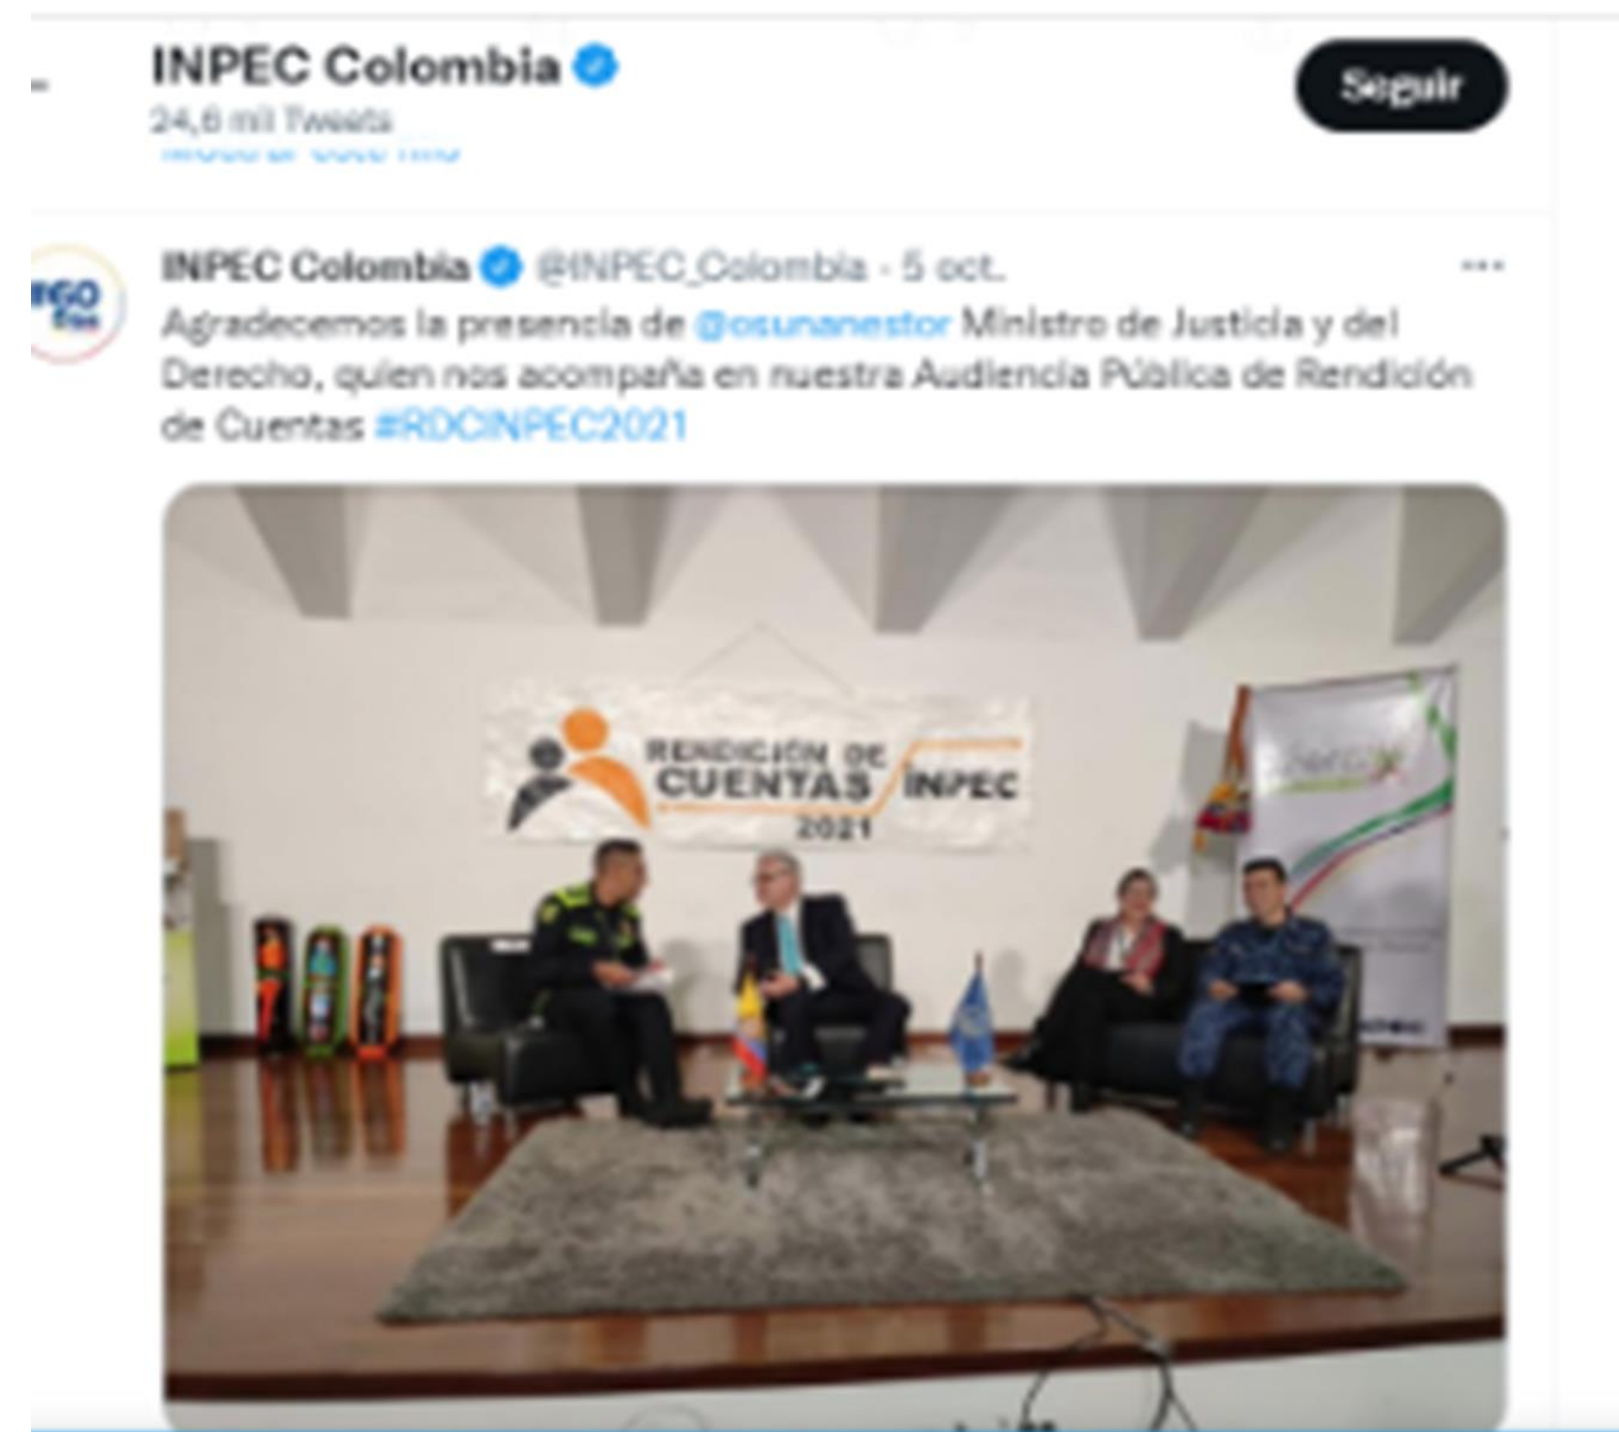 INPEC Colombia
Seguir
24,6 mil Tweets
INPEC Colombia @INPEC_Colombia · 5 oct.
Agradecemos la presencia de @osunanestor Ministro de Justicia y del
Derecho, quien nos acompaña en nuestra Audiencia Pública de Rendición
de Cuentas #RDCINPEC2021
RENDICIÓN DE
CUENTAS INPEC
2021